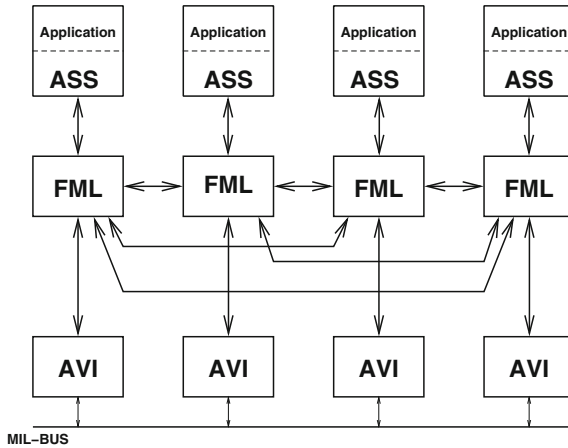 Application Application Application Application
ASS ASS ASS ASS
FML FML FML FML
AVI AVI AVI AVI
MIL-BUS